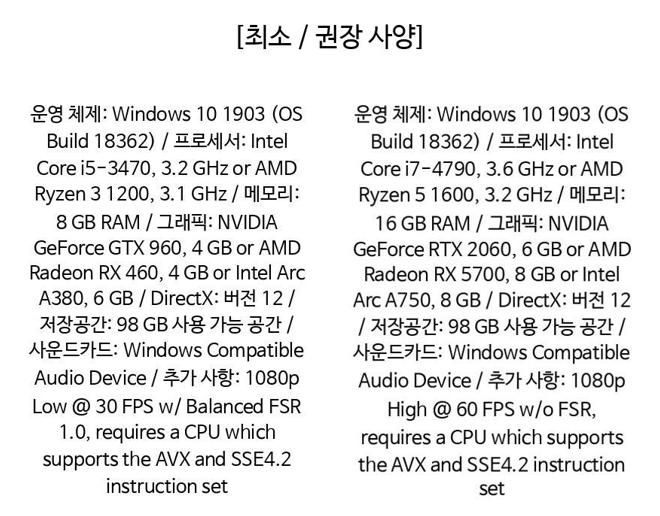 [최소 / 권장 사양]
운영 체제: Windows 10 1903 (OS
Build 18362) / 프로세서: Intel
Core i5-3470, 3.2 GHz or AMD
Ryzen 3 1200, 3.1 GHz / 메모리:
8 GB RAM / 그래픽: NVIDIA
GeForce GTX 960, 4 GB or AMD
Radeon RX 460, 4 GB or Intel Arc
A380, 6 GB / DirectX: 버전 12 /
저장공간: 98 GB 사용 가능 공간 /
사운드카드: Windows Compatible
Audio Device / 추가 사항: 1080p
Low @ 30 FPS w/ Balanced FSR
1.0, requires a CPU which
supports the AVX and SSE4.2
instruction set
운영 체제: Windows 10 1903 (OS
Build 18362) / 프로세서: Intel
Core i7-4790, 3.6 GHz or AMD
Ryzen 5 1600, 3.2 GHz / 메모리:
16 GB RAM / 그래픽: NVIDIA
GeForce RTX 2060, 6 GB or AMD
Radeon RX 5700, 8 GB or Intel
Arc A750, 8 GB / DirectX: 버전 12
/ 저장공간: 98 GB 사용 가능 공간 /
사운드카드: Windows Compatible
Audio Device / 추가 사항: 1080p
High @ 60 FPS w/o FSR,
requires a CPU which supports
the AVX and SSE4.2 instruction
set